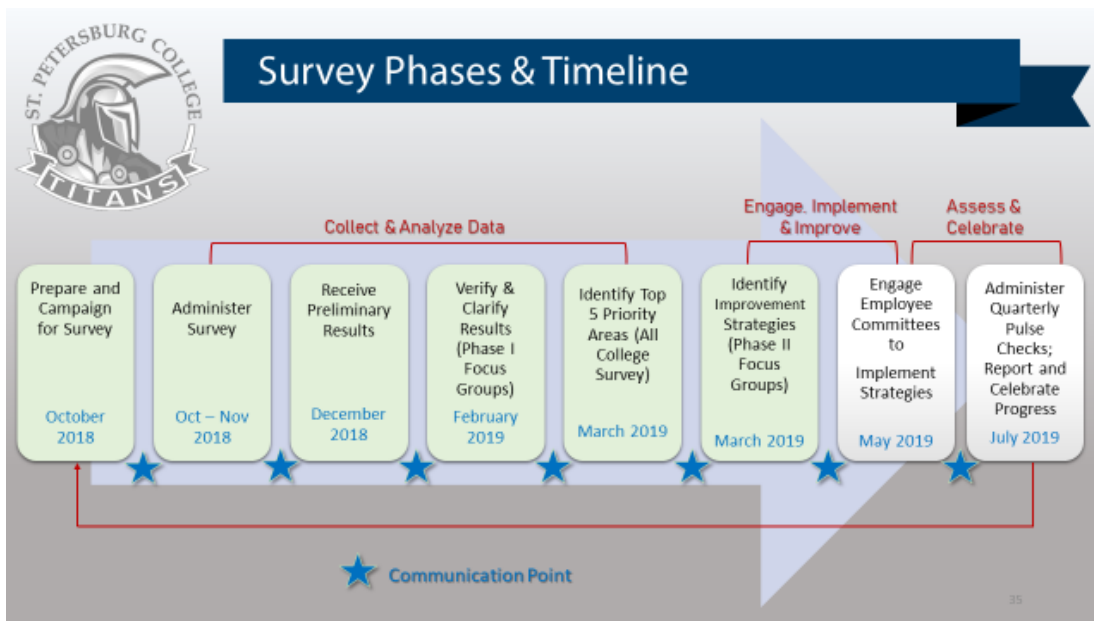 ST. PETERSBURG COLLEGE
TITANS
Survey Phases & Timeline
Collect & Analyze Data
Engage, Implement
& Improve
Assess &
Celebrate
Prepare and
Campaign
for Survey
October
2018
Administer
Survey
Oct – Nov
2018
Receive
Preliminary
Results
December
2018
Verify &
Clarify
Results
(Phase I
Focus
Groups)
February
2019
Identify Top
5 Priority
Areas (All
College
Survey)
March 2019
Identify
Improvement
Strategies
(Phase II
Focus
Groups)
March 2019
Engage
Employee
Committees
to
Implement
Strategies
May 2019
Administer
Quarterly
Pulse
Checks;
Report and
Celebrate
Progress
July 2019
Communication Point
35